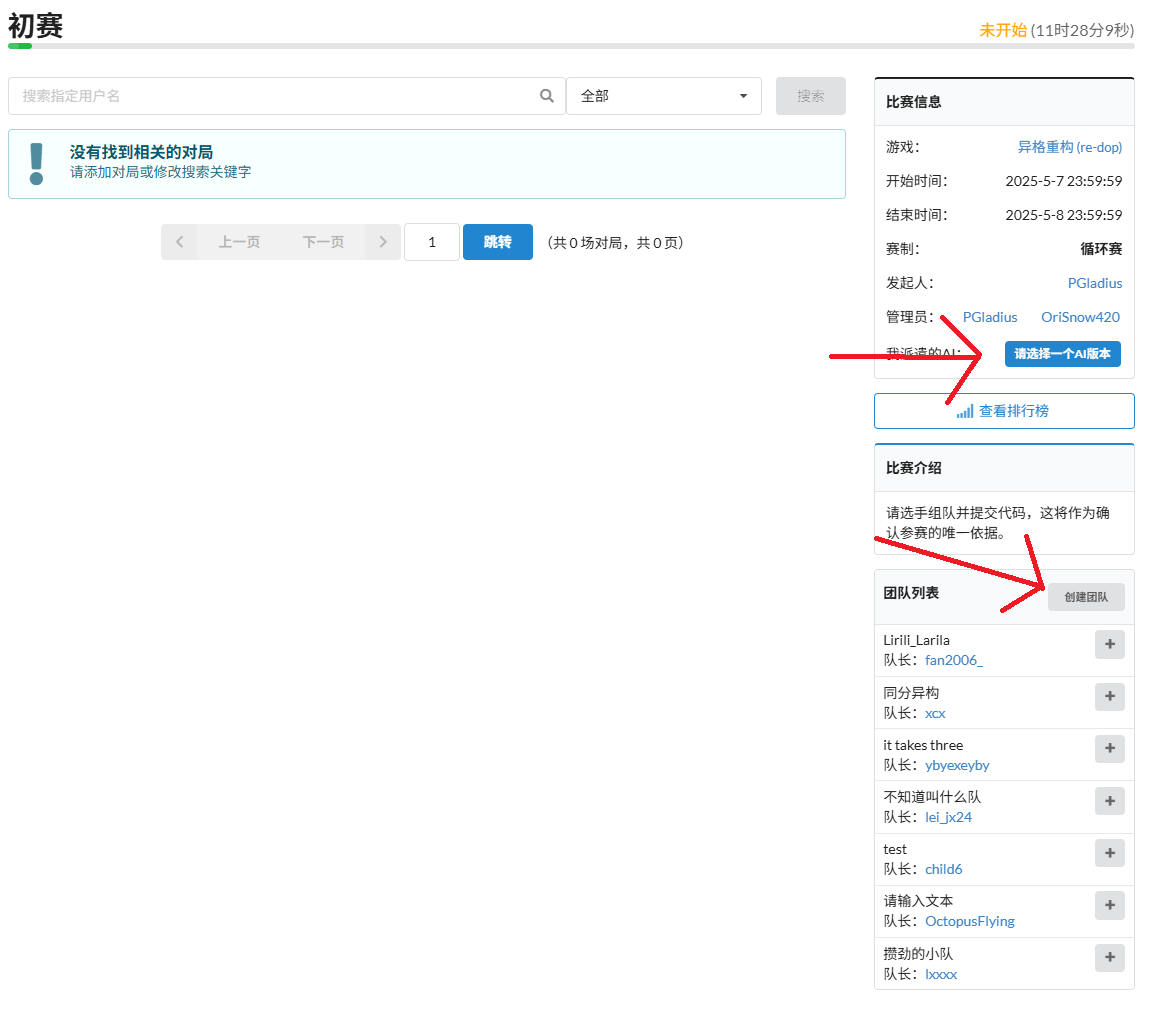 初赛
未开始 (11时28分9秒)
搜索指定用户名
全部
搜索
没有找到相关的对局
请添加对局或修改搜索关键字
上一页
下一页
1
跳转
(共 0 场对局，共 0 页)
比赛信息
游戏： 异格重构 (re-dop)
开始时间： 2025-5-7 23:59:59
结束时间： 2025-5-8 23:59:59
赛制： 循环赛
发起人： PGladius
管理员： PGladius OriSnow420
我派遣的AI： 请选择一个AI版本
查看排行榜
比赛介绍
请选手组队并提交代码，这将作为确
认参赛的唯一依据。
团队列表
创建团队
Lirili_Larila
队长：fan2006_
同分异构
队长：xcx
it takes three
队长：ybyexeyby
不知道叫什么队
队长：lei_jx24
test
队长：child6
请输入文本
队长：OctopusFlying
攒劲的小队
队长：lxxxx